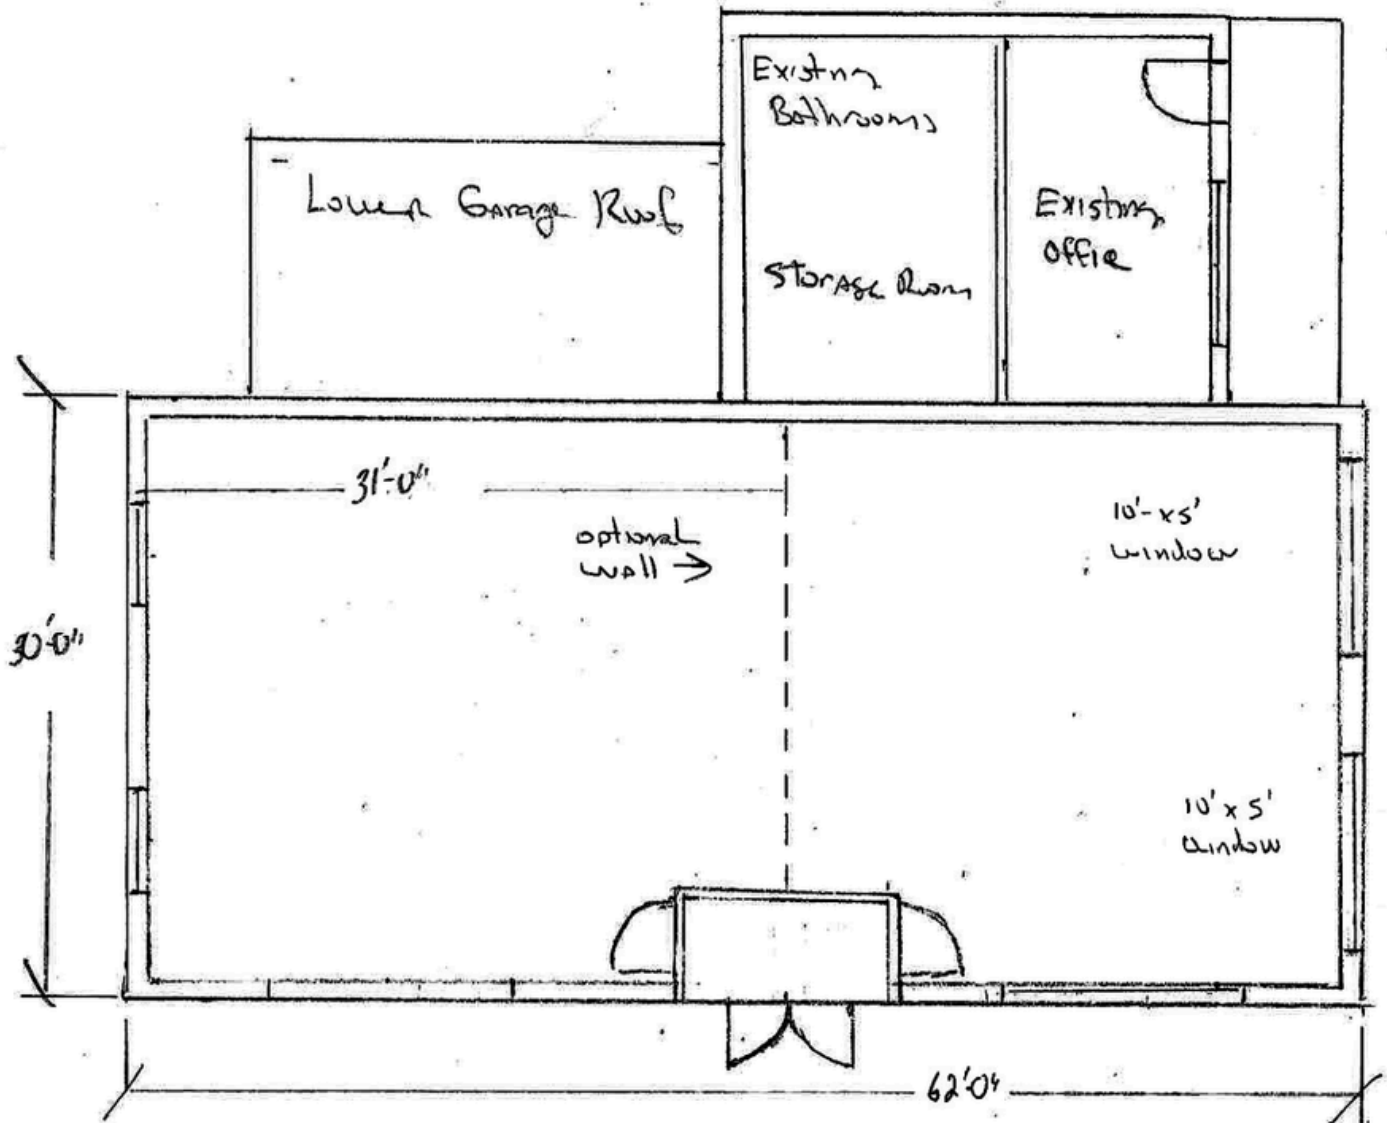 Existing
Bathrooms
Lower Garage Roof
Existing
Office
Storage Room
31'-0"
optional
wall →
10'-x5'
window
30'-0"
10'x5'
window
62'-0"